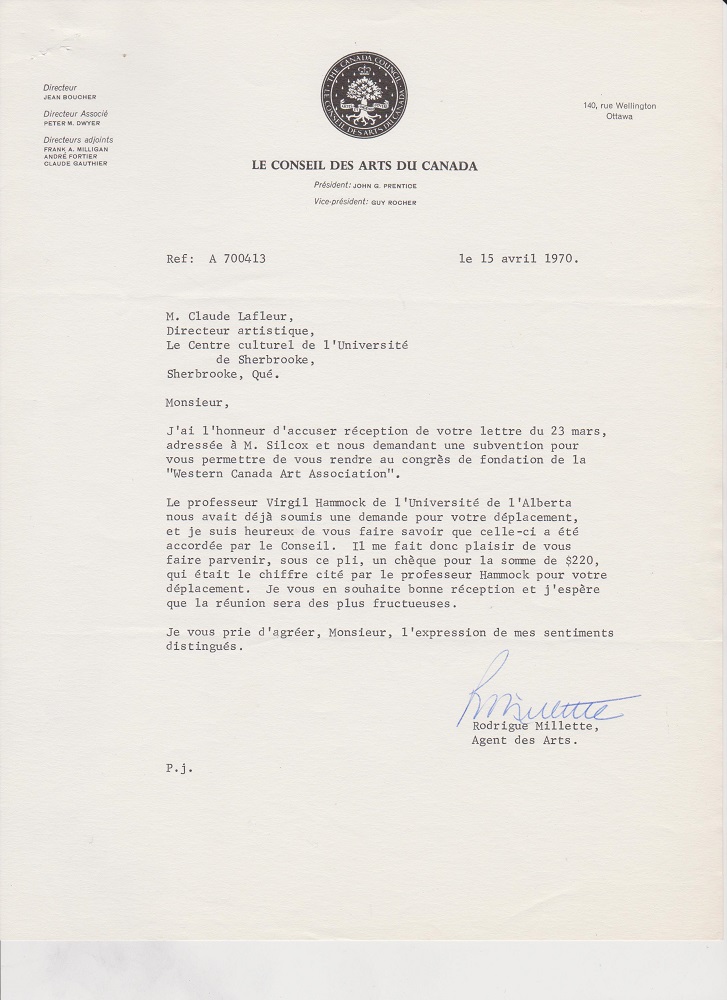 Directeur
JEAN BOUCHER
Directeur Associé
PETER M. DWYER
Directeurs adjoints
FRANK A. MILLIGAN
ANDRÉ FORTIER
CLAUDE GAUTHIER
THE CANADA COUNCIL
LE CONSEIL DES ARTS DU CANADA
140, rue Wellington
Ottawa
LE CONSEIL DES ARTS DU CANADA
Président: JOHN G. PRENTICE
Vice-président: GUY ROCHER
Ref: A 700413
le 15 avril 1970.
M. Claude Lafleur,
Directeur artistique,
Le Centre culturel de l'Université
de Sherbrooke,
Sherbrooke, Qué.
Monsieur,
J'ai l'honneur d'accuser réception de votre lettre du 23 mars,
adressée à M. Silcox et nous demandant une subvention pour
vous permettre de vous rendre au congrès de fondation de la
"Western Canada Art Association".
Le professeur Virgil Hammock de l'Université de l'Alberta
nous avait déjà soumis une demande pour votre déplacement,
et je suis heureux de vous faire savoir que celle-ci a été
accordée par le Conseil. Il me fait donc plaisir de vous
faire parvenir, sous ce pli, un chèque pour la somme de $220,
qui était le chiffre cité par le professeur Hammock pour votre
déplacement. Je vous en souhaite bonne réception et j'espère
que la réunion sera des plus fructueuses.
Je vous prie d'agréer, Monsieur, l'expression de mes sentiments
distingués.
Rodrigue Millette,
Agent des Arts.
P.j.